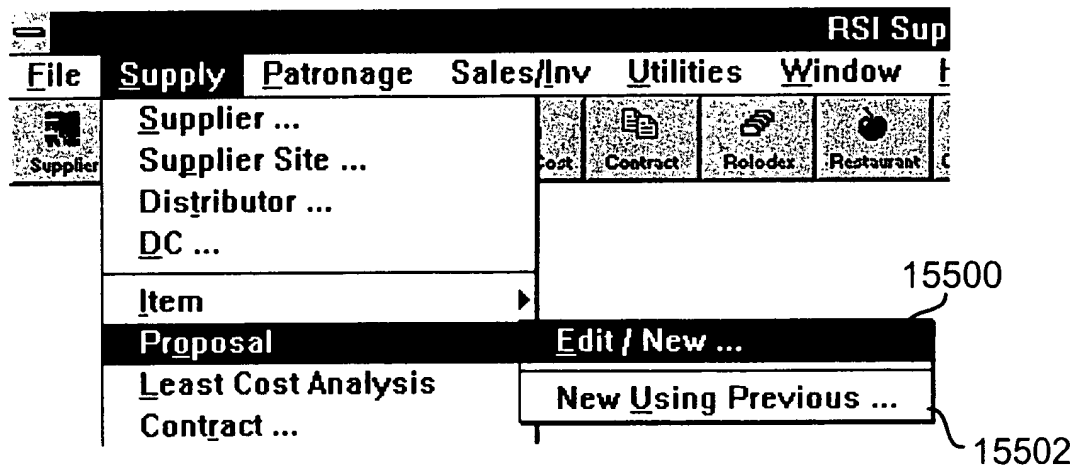 RSI Sup
File Supply Patronage Sales/Inv Utilities Window
Supplier Cost Contract Rolodex Restaurant
Supplier ...
Supplier Site ...
Distributor ...
DC ...
Item
Proposal
Least Cost Analysis
Contract ...
15500
Edit / New ...
New Using Previous ...
15502